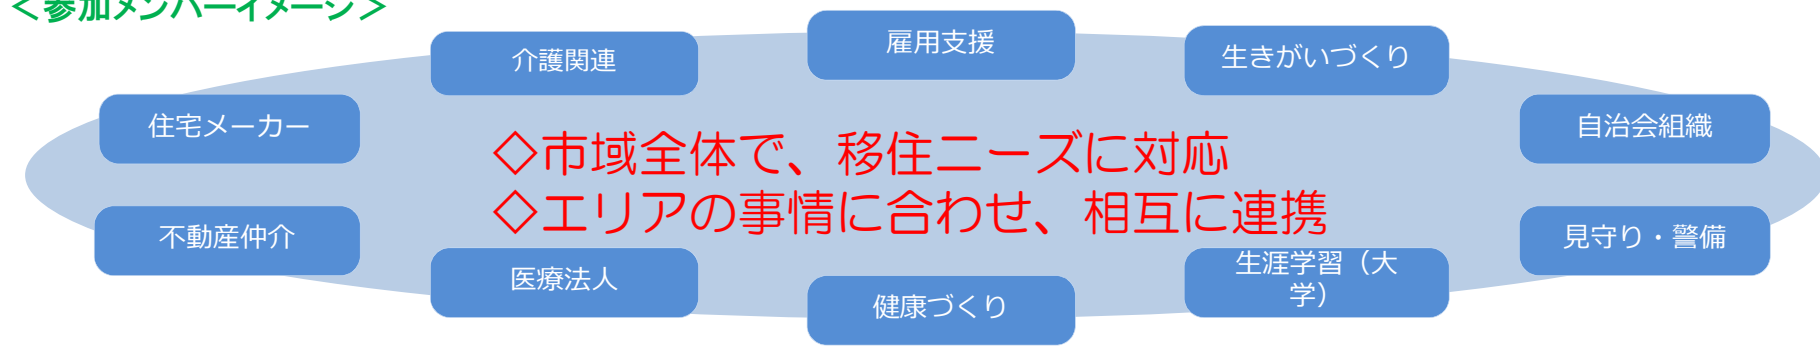 ＜参加メンバーイメージ＞
雇用支援
介護関連
生きがいづくり
住宅メーカー
自治会組織
◇市域全体で、移住ニーズに対応
◇エリアの事情に合わせ、相互に連携
不動産仲介
見守り・警備
医療法人
生涯学習（大
学）
健康づくり